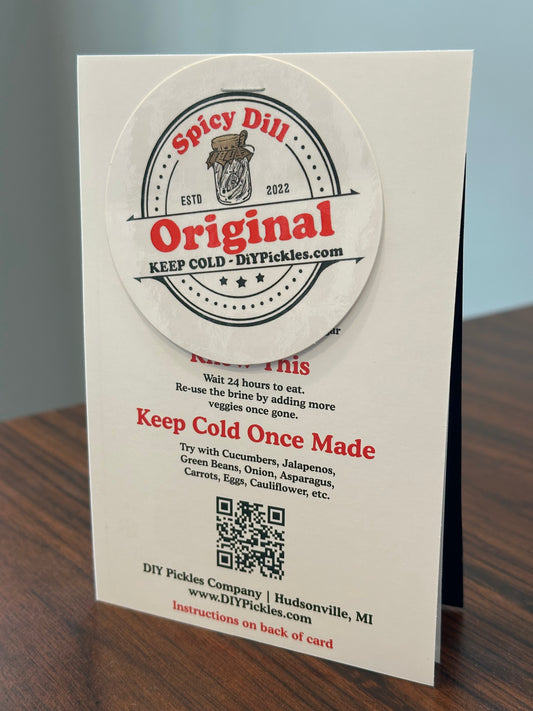 Spicy Dill
ESTD 2022
Original
KEEP COLD - DiYPickles.com
Know This
Wait 24 hours to eat.
Re-use the brine by adding more
veggies once gone.
Keep Cold Once Made
Try with Cucumbers, Jalapenos,
Green Beans, Onion, Asparagus,
Carrots, Eggs, Cauliflower, etc.
DIY Pickles Company | Hudsonville, MI
www.DIYPickles.com
Instructions on back of card